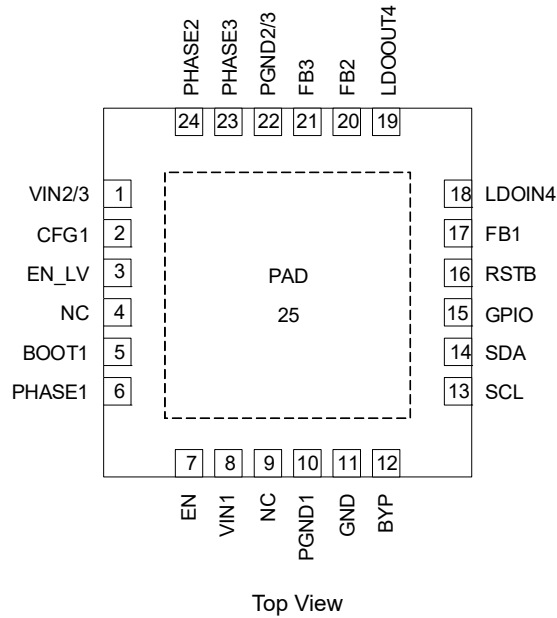 PHASE2
PHASE3
PGND2/3
FB3
FB2
LDOOUT4
24
23
22
21
20
19
VIN2/3 1
CFG1 2
EN_LV 3
NC 4
BOOT1 5
PHASE1 6
PAD
25
18 LDOIN4
17 FB1
16 RSTB
15 GPIO
14 SDA
13 SCL
7
8
9
10
11
12
EN
VIN1
NC
PGND1
GND
BYP
Top View